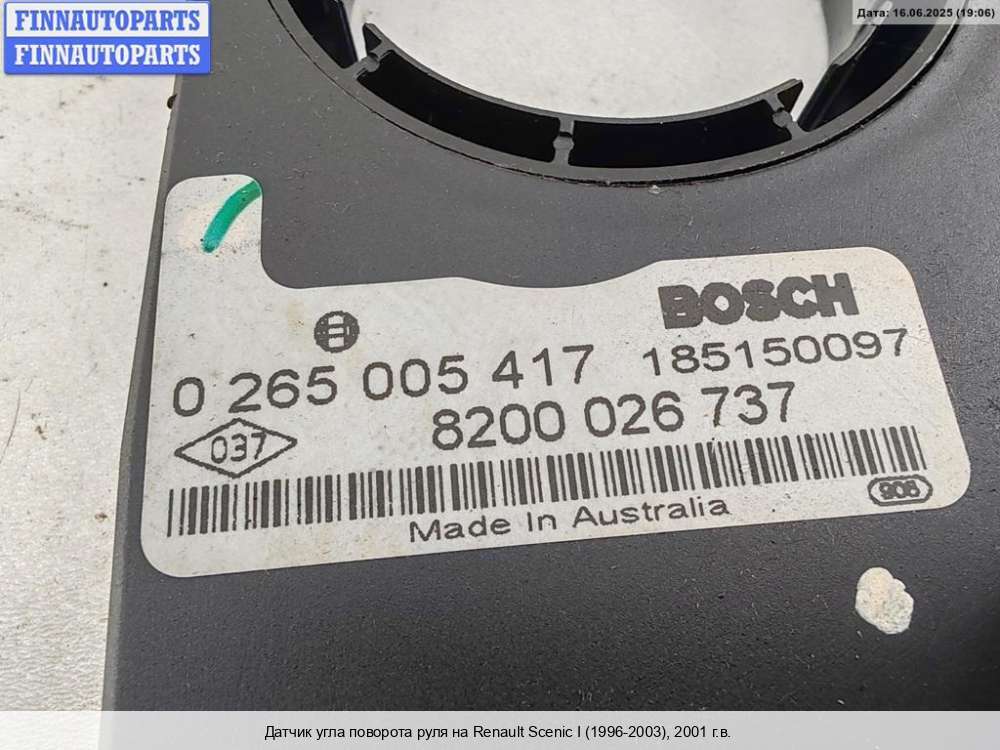 FINNAUTOPARTS
FINNAUTOPARTS
Дата: 16.06.2025 (19:06)
BOSCH
0 265 005 417 185150097
8200 026 737
037
908
Made In Australia
Датчик угла поворота руля на Renault Scenic I (1996-2003), 2001 г.в.